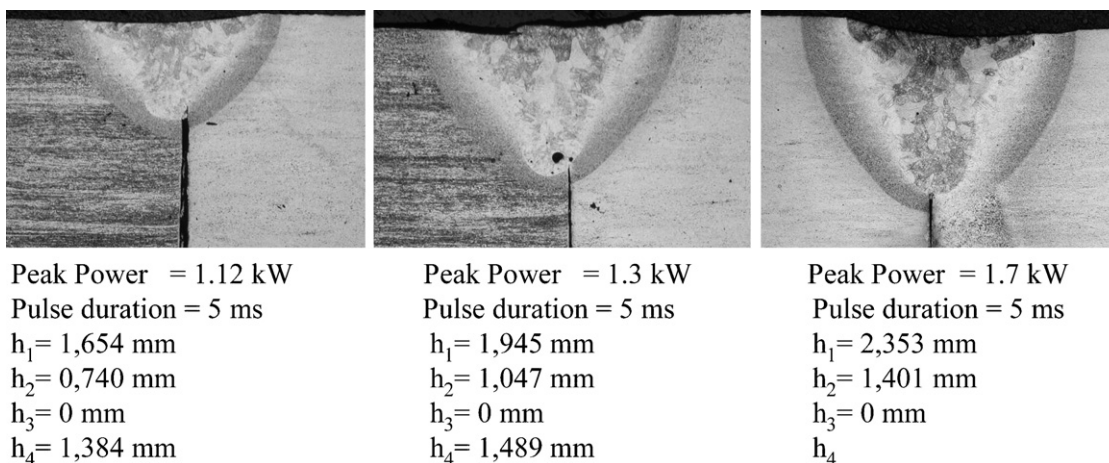 Peak Power = 1.12 kW
Pulse duration = 5 ms
h₁= 1,654 mm
h₂= 0,740 mm
h₃= 0 mm
h₄= 1,384 mm
Peak Power = 1.3 kW
Pulse duration = 5 ms
h₁= 1,945 mm
h₂= 1,047 mm
h₃= 0 mm
h₄= 1,489 mm
Peak Power = 1.7 kW
Pulse duration = 5 ms
h₁= 2,353 mm
h₂= 1,401 mm
h₃= 0 mm
h₄